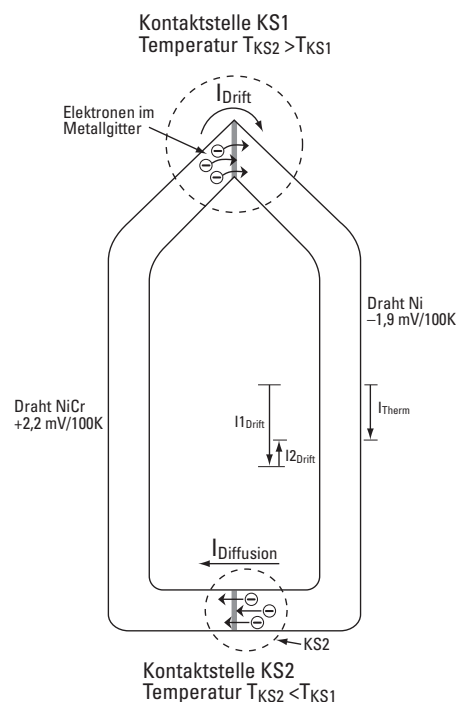 Kontaktstelle KS1
Temperatur TKS2 >TKS1
IDrift
Elektronen im
Metallgitter
Draht Ni
–1,9 mV/100K
Draht NiCr
+2,2 mV/100K
I1Drift
I2Drift
ITherm
IDiffusion
KS2
Kontaktstelle KS2
Temperatur TKS2 <TKS1